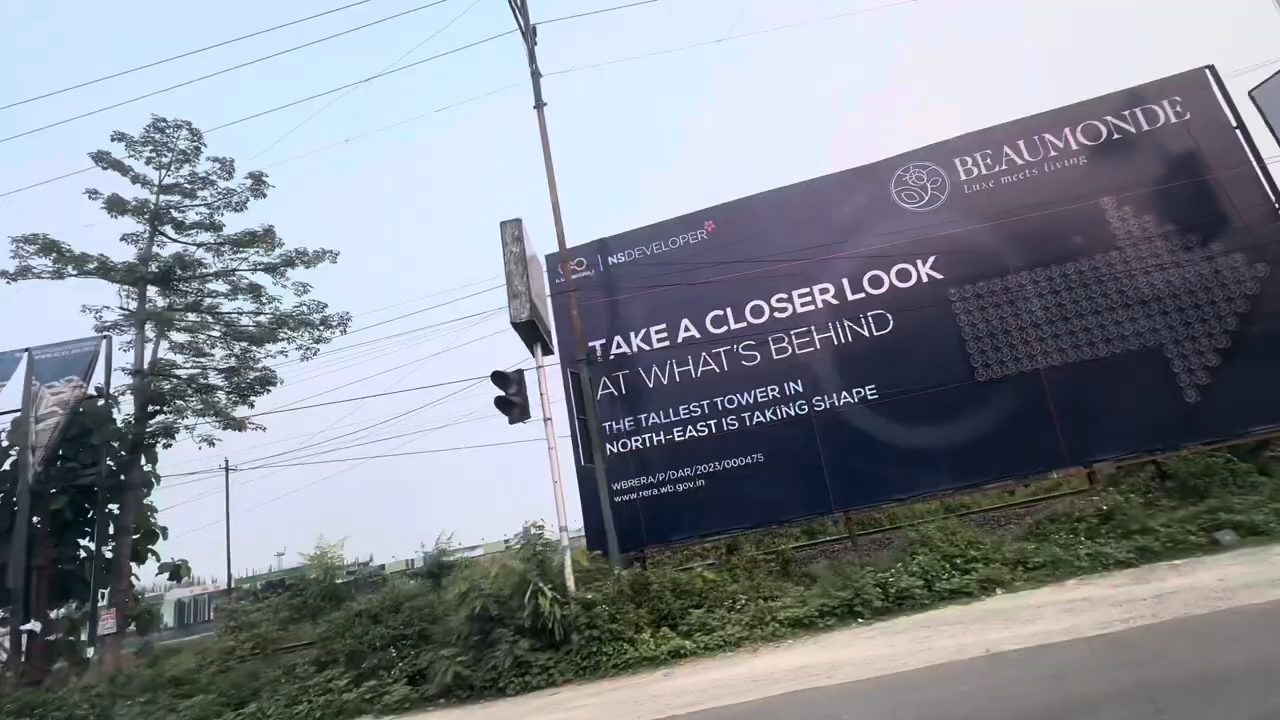 NSDEVELOPER
BEAUMONDE
Luxe meets living
TAKE A CLOSER LOOK
AT WHAT'S BEHIND
THE TALLEST TOWER IN
NORTH-EAST IS TAKING SHAPE
WBRERA/P/DAR/2023/000475
www.rera.wb.gov.in